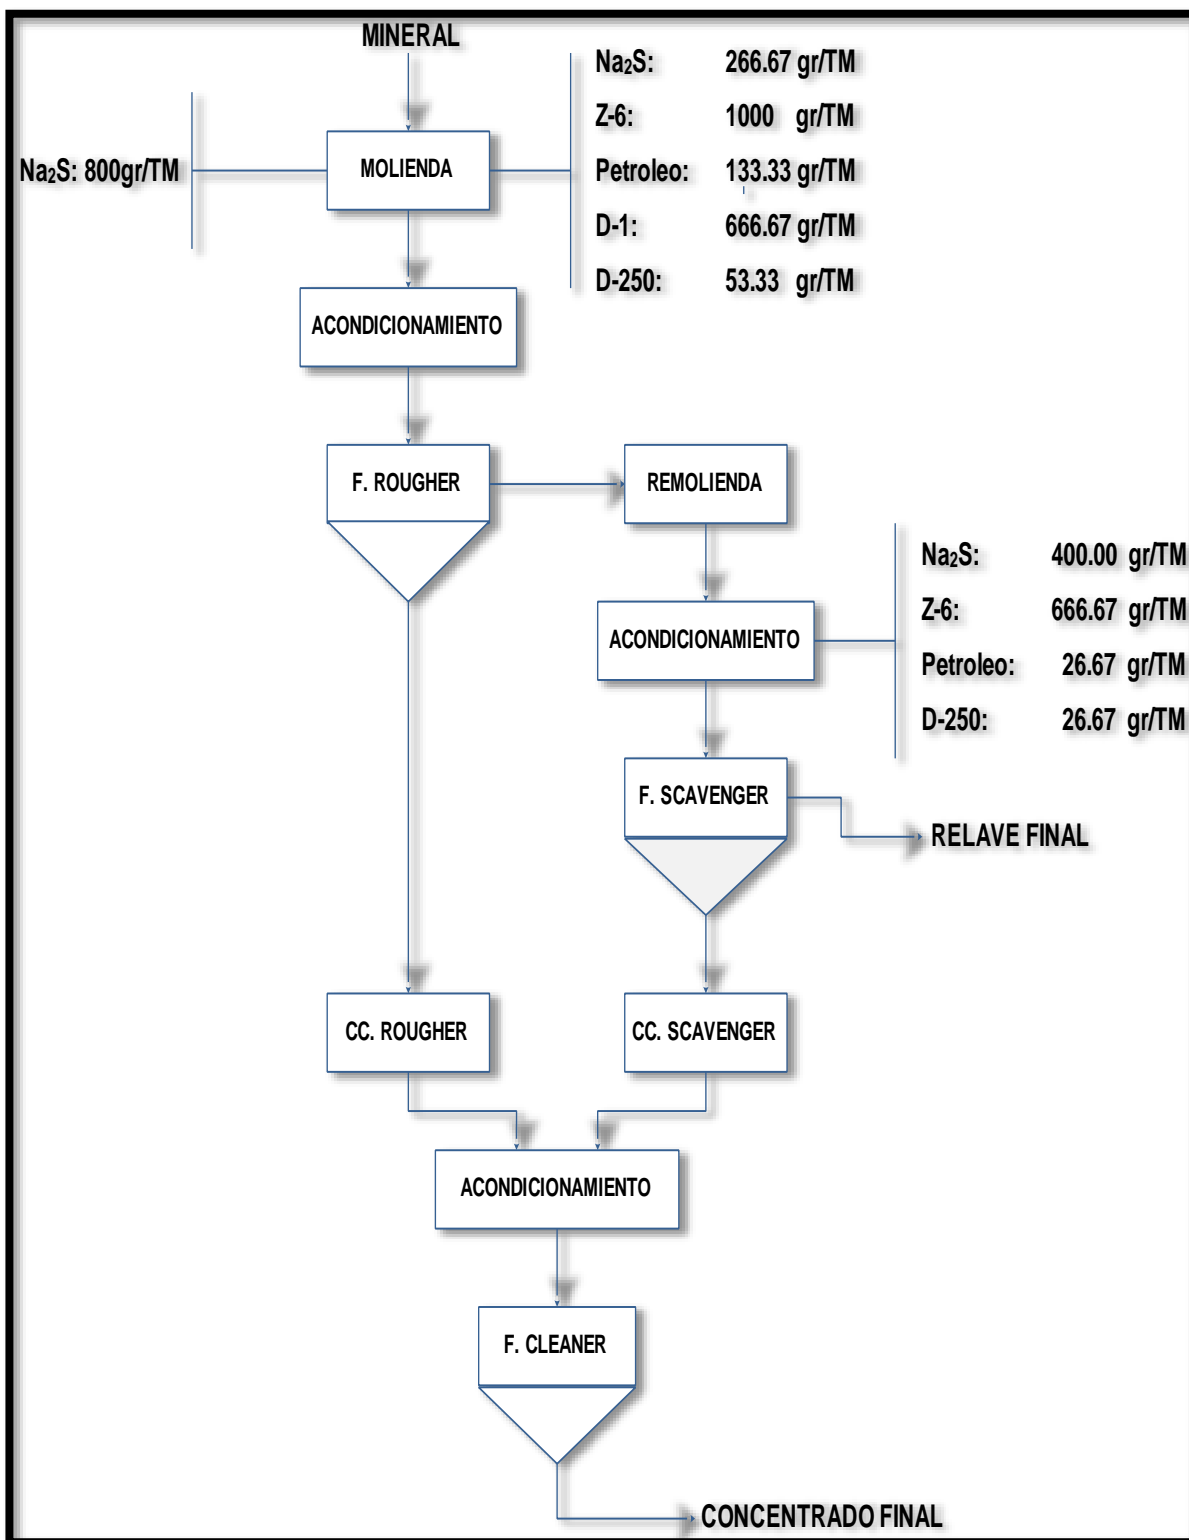 MINERAL
Na₂S: 266.67 gr/TM
Z-6: 1000 gr/TM
Petroleo: 133.33 gr/TM
D-1: 666.67 gr/TM
D-250: 53.33 gr/TM
Na₂S: 800gr/TM
MOLIENDA
ACONDICIONAMIENTO
F. ROUGHER
REMOLIENDA
Na₂S: 400.00 gr/TM
Z-6: 666.67 gr/TM
Petroleo: 26.67 gr/TM
D-250: 26.67 gr/TM
ACONDICIONAMIENTO
F. SCAVENGER
RELAVE FINAL
CC. ROUGHER
CC. SCAVENGER
ACONDICIONAMIENTO
F. CLEANER
CONCENTRADO FINAL